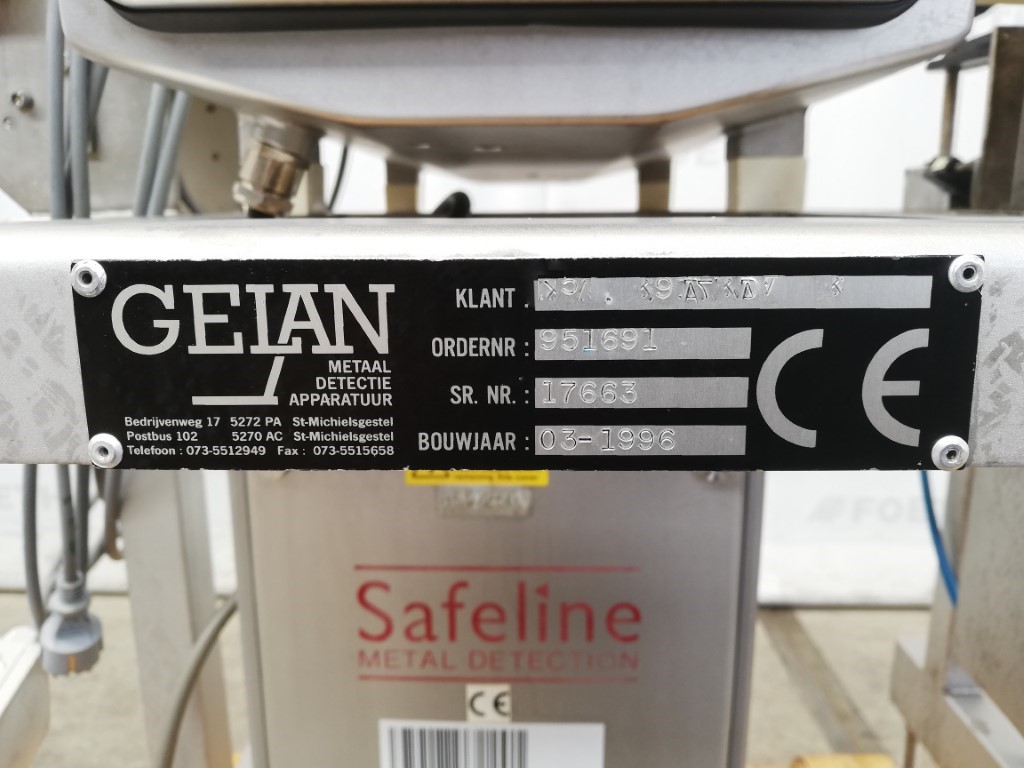 GELAN
METAAL
DETECTIE
APPARATUUR
Bedrijvenweg 17 5272 PA St-Michielsgestel
Postbus 102 5270 AC St-Michielsgestel
Telefoon : 073-5512949 Fax : 073-5515658
KLANT .
ORDERNR : 951691
SR. NR. : 17663
BOUWJAAR : 03-1996
CE
Safeline
METAL DETECTION
CE